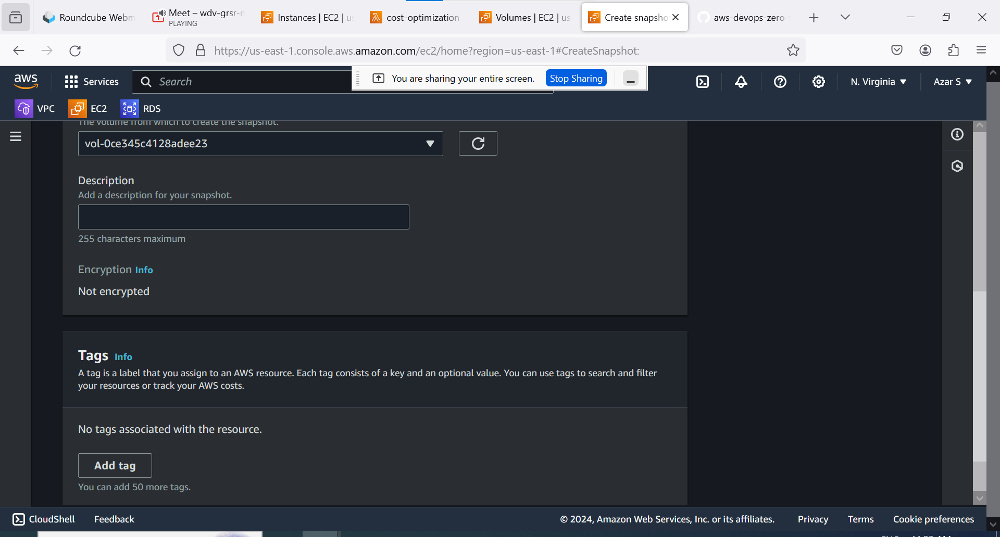 Roundcube Webm
Meet – wdv-grsr-
PLAYING
Instances | EC2 | us
cost-optimization-
Volumes | EC2 | us
Create snapsho
aws-devops-zero-
https://us-east-1.console.aws.amazon.com/ec2/home?region=us-east-1#CreateSnapshot:
aws
Services
Search
You are sharing your entire screen.
Stop Sharing
N. Virginia
Azar S
VPC
EC2
RDS
The volume from which to create the snapshot.
vol-0ce345c4128adee23
Description
Add a description for your snapshot.
255 characters maximum
Encryption Info
Not encrypted
Tags Info
A tag is a label that you assign to an AWS resource. Each tag consists of a key and an optional value. You can use tags to search and filter
your resources or track your AWS costs.
No tags associated with the resource.
Add tag
You can add 50 more tags.
CloudShell
Feedback
© 2024, Amazon Web Services, Inc. or its affiliates.
Privacy
Terms
Cookie preferences